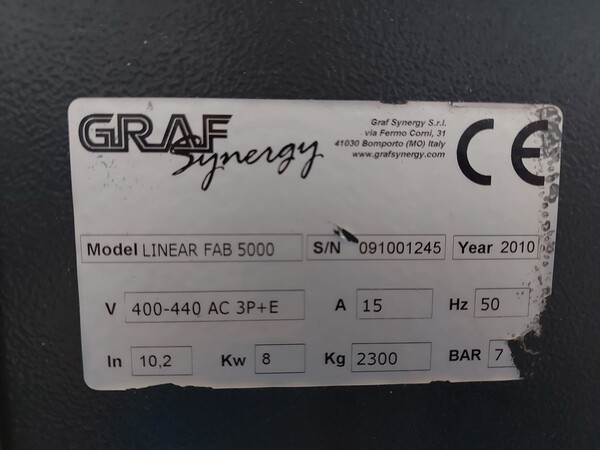 GRAF
Synergy
Graf Synergy S.r.l.
via Fermo Corni, 31
41030 Bomporto (MO) Italy
www.grafsynergy.com
CE
Model LINEAR FAB 5000 S/N 091001245 Year 2010
V 400-440 AC 3P+E A 15 Hz 50
In 10,2 Kw 8 Kg 2300 BAR 7